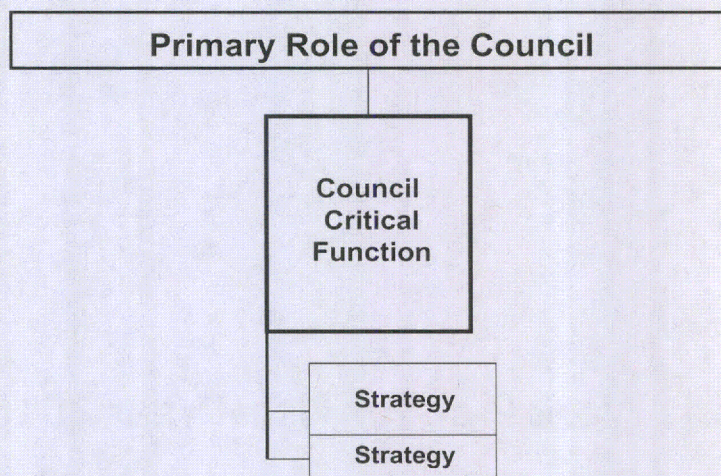 Primary Role of the Council
Council
Critical
Function
Strategy
Strategy